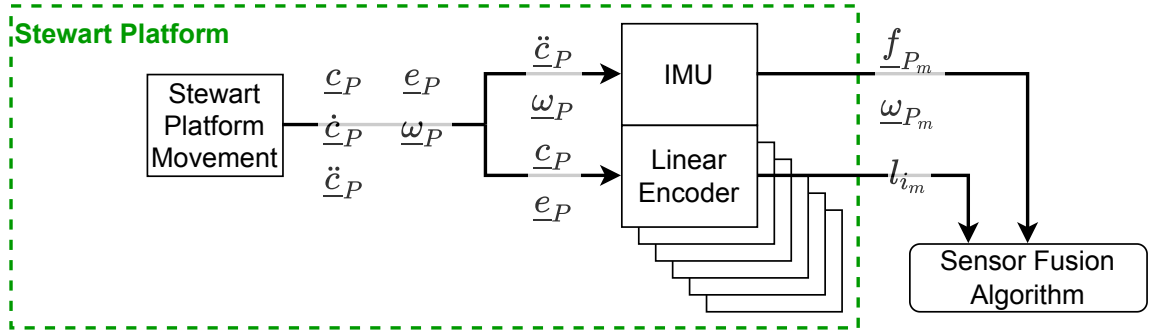 Stewart Platform
Stewart
Platform
Movement
c_P e_P
ċ_P ω_P
c̈_P
c̈_P
ω_P
c_P
e_P
IMU
Linear
Encoder
f_{P_m}
ω_{P_m}
l_{i_m}
Sensor Fusion
Algorithm